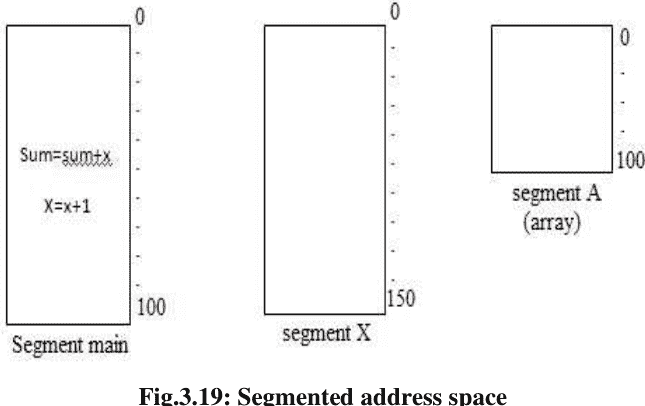 0
Sum=sum+x
X=x+1
100
Segment main
0
150
segment X
0
100
segment A
(array)
Fig.3.19: Segmented address space